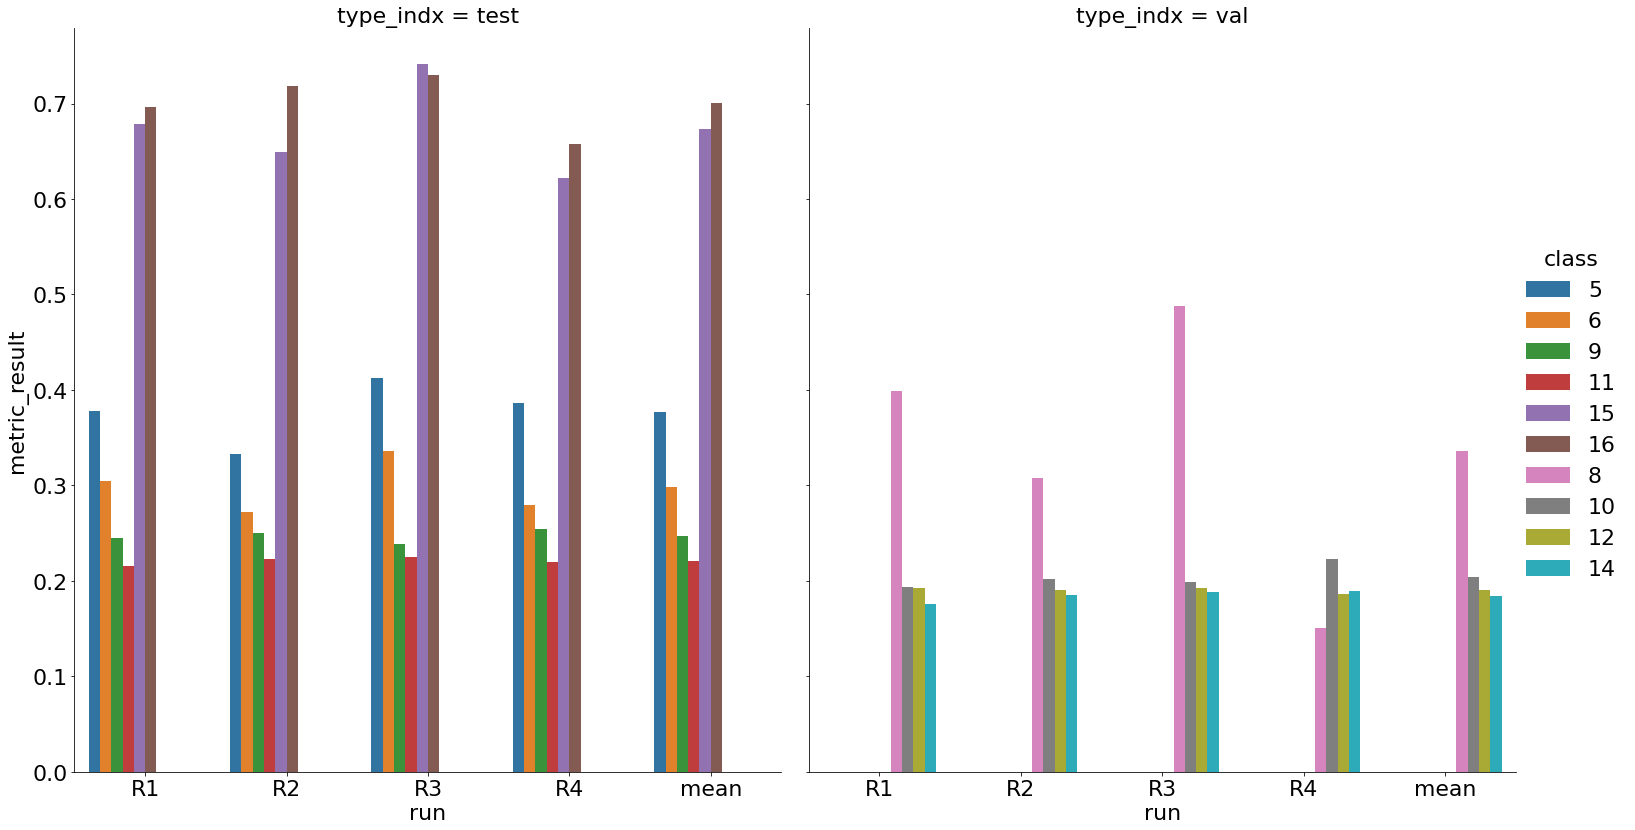 type_indx = test
type_indx = val
metric_result
0.7
0.6
0.5
0.4
0.3
0.2
0.1
0.0
R1 R2 R3 R4 mean
run
R1 R2 R3 R4 mean
run
class
5
6
9
11
15
16
8
10
12
14